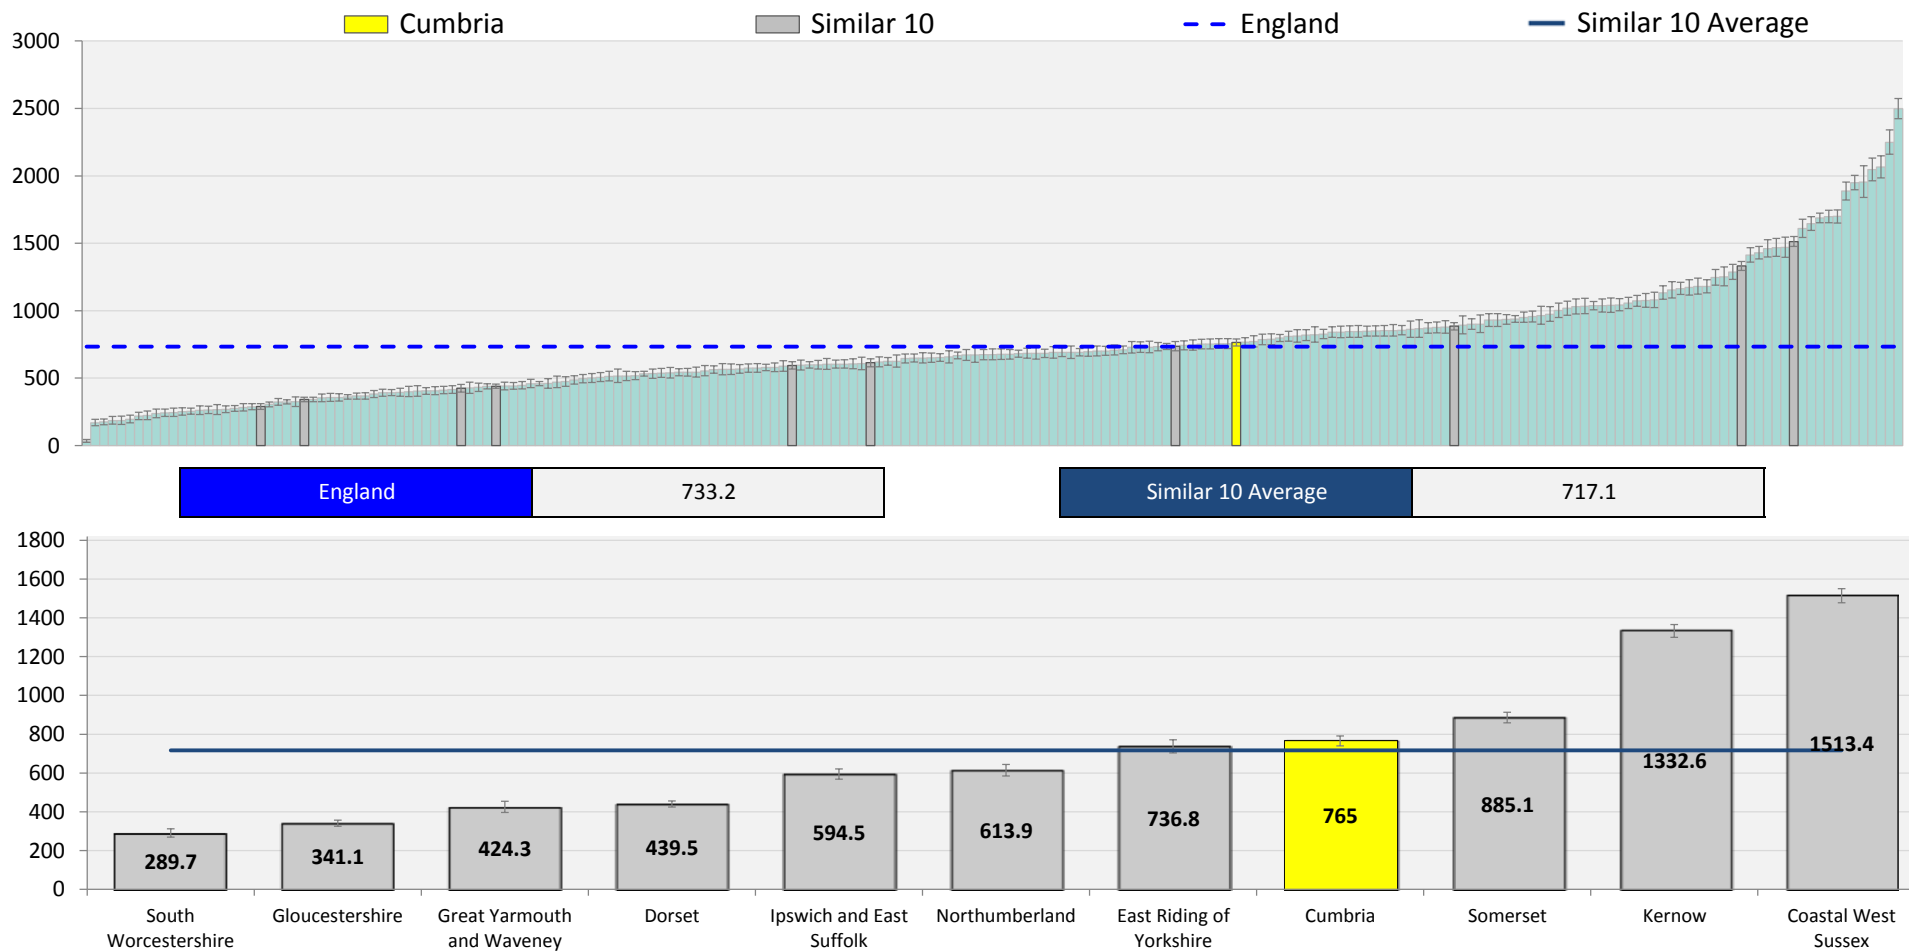 Cumbria
Similar 10
England
Similar 10 Average
3000
2500
2000
1500
1000
500
0
England
733.2
Similar 10 Average
717.1
1800
1600
1400
1200
1000
800
600
400
200
0
289.7
341.1
424.3
439.5
594.5
613.9
736.8
765
885.1
1332.6
1513.4
South
Worcestershire
Gloucestershire
Great Yarmouth
and Waveney
Dorset
Ipswich and East
Suffolk
Northumberland
East Riding of
Yorkshire
Cumbria
Somerset
Kernow
Coastal West
Sussex